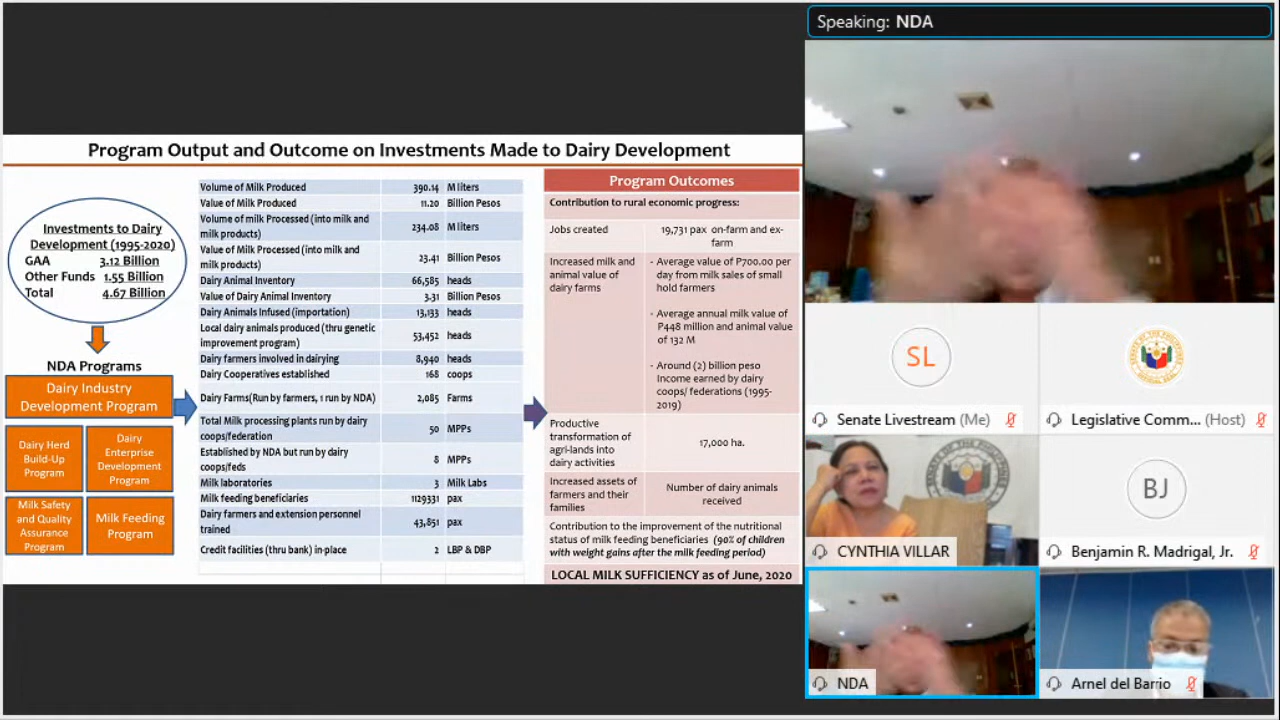 Speaking: NDA
Program Output and Outcome on Investments Made to Dairy Development
Investments to Dairy
Development (1995-2020)
GAA 3.12 Billion
Other Funds 1.55 Billion
Total 4.67 Billion
NDA Programs
Dairy Industry
Development Program
Dairy Herd
Build-Up
Program
Dairy
Enterprise
Development
Program
Milk Safety
and Quality
Assurance
Program
Milk Feeding
Program
Volume of Milk Produced 390.14 M liters
Value of Milk Produced 11.20 Billion Pesos
Volume of milk Processed (into milk and
milk products) 234.08 M liters
Value of Milk Processed (into milk and
milk products) 23.41 Billion Pesos
Dairy Animal Inventory 66,585 heads
Value of Dairy Animal Inventory 3.31 Billion Pesos
Dairy Animals Infused (importation) 13,133 heads
Local dairy animals produced (thru genetic
improvement program) 53,452 heads
Dairy farmers involved in dairying 8,940 heads
Dairy Cooperatives established 168 coops
Dairy Farms(Run by farmers, 1 run by NDA) 2,085 Farms
Total Milk processing plants run by dairy
coops/federation 50 MPPs
Established by NDA but run by dairy
coops/feds 8 MPPs
Milk laboratories 3 Milk Labs
Milk feeding beneficiaries 1129331 pax
Dairy farmers and extension personnel
trained 43,851 pax
Credit facilities (thru bank) in-place 2 LBP & DBP
Program Outcomes
Contribution to rural economic progress:
Jobs created 19,731 pax on-farm and ex-
farm
Increased milk and
animal value of
dairy farms
- Average value of P700.00 per
day from milk sales of small
hold farmers
- Average annual milk value of
P448 million and animal value
of 132 M
- Around (2) billion peso
Income earned by dairy
coops/ federations (1995-
2019)
Productive
transformation of
agri-lands into
dairy activities
17,000 ha.
Increased assets of
farmers and their
families
Number of dairy animals
received
Contribution to the improvement of the nutritional
status of milk feeding beneficiaries (90% of children
with weight gains after the milk feeding period)
LOCAL MILK SUFFICIENCY as of June, 2020
SL
Senate Livestream (Me)
Legislative Comm... (Host)
CYNTHIA VILLAR
BJ
Benjamin R. Madrigal, Jr.
NDA
Arnel del Barrio